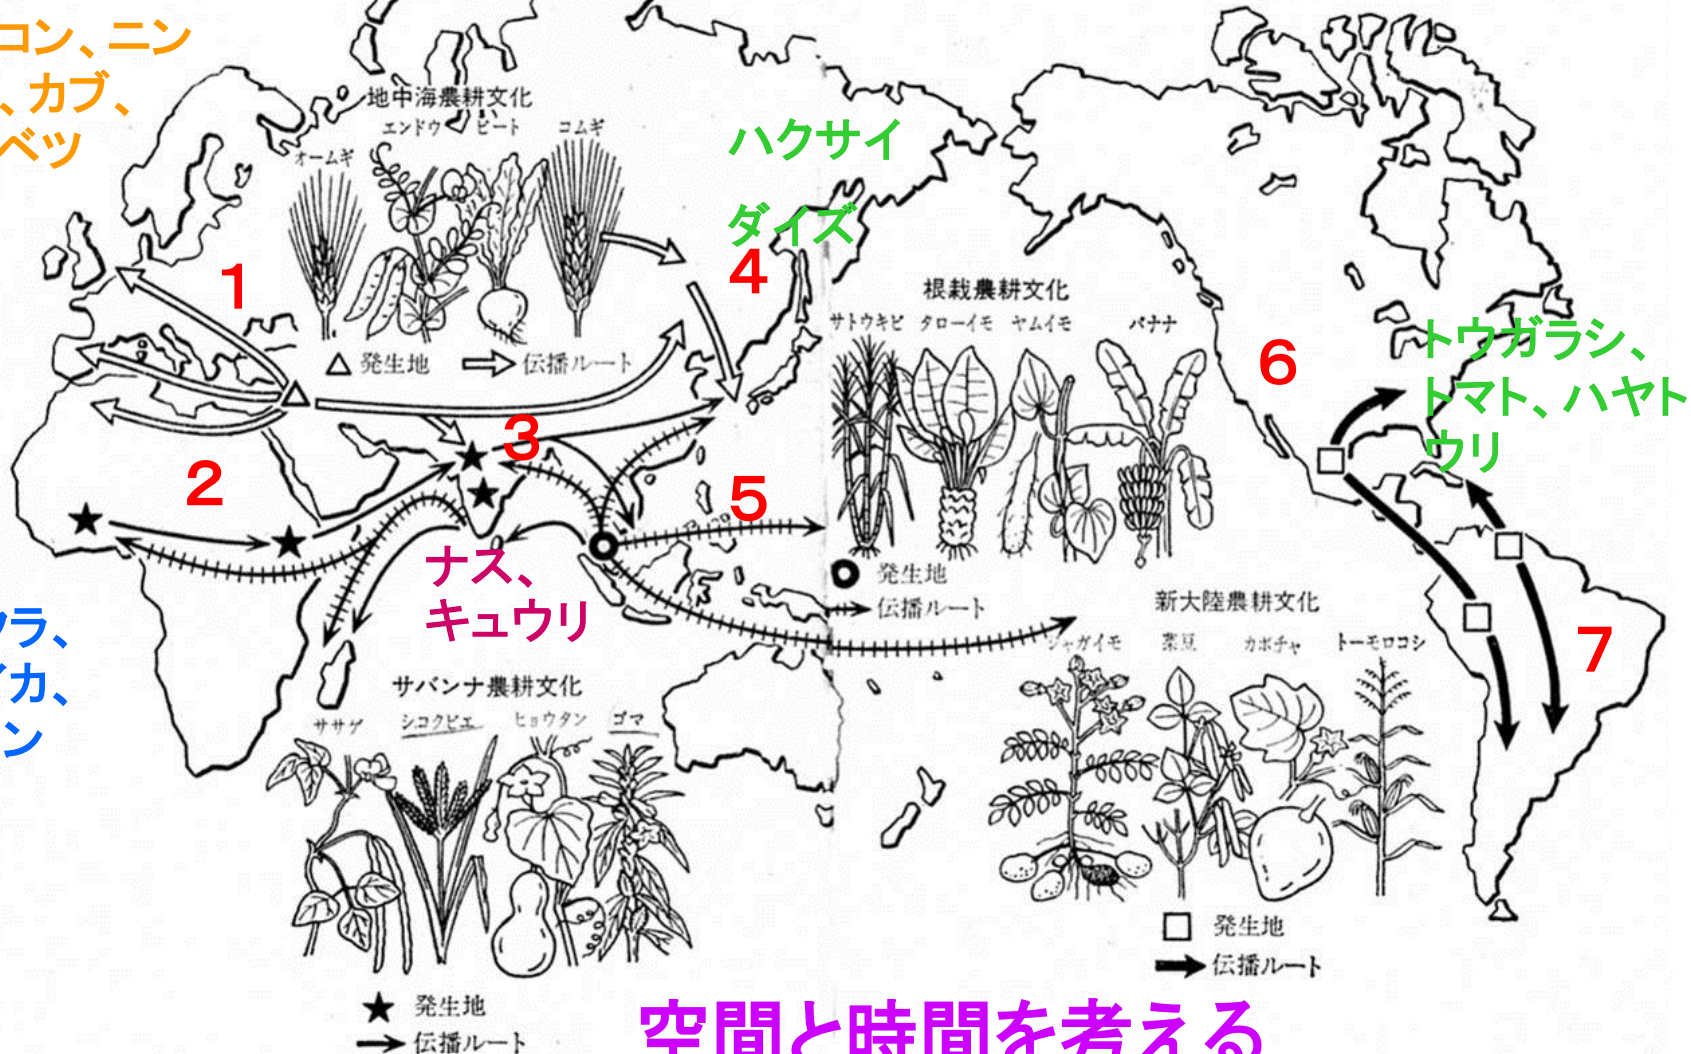 コン、ニン
、カブ、
ベツ
地中海農耕文化
エンドウ ビート コムギ
オームギ
△ 発生地 ⇨ 伝播ルート
ハクサイ
ダイズ
1
2
3
4
5
6
7
根栽農耕文化
サトウキビ タローイモ ヤムイモ バナナ
発生地
伝播ルート
トウガラシ、
トマト、ハヤト
ウリ
ナス、
キュウリ
ラ、
カ、
ン
サバンナ農耕文化
ササゲ シコクビエ ヒョウタン ゴマ
★ 発生地
→ 伝播ルート
新大陸農耕文化
ジャガイモ 菜豆 カボチャ トーモロコシ
□ 発生地
➡ 伝播ルート
空間と時間を考える